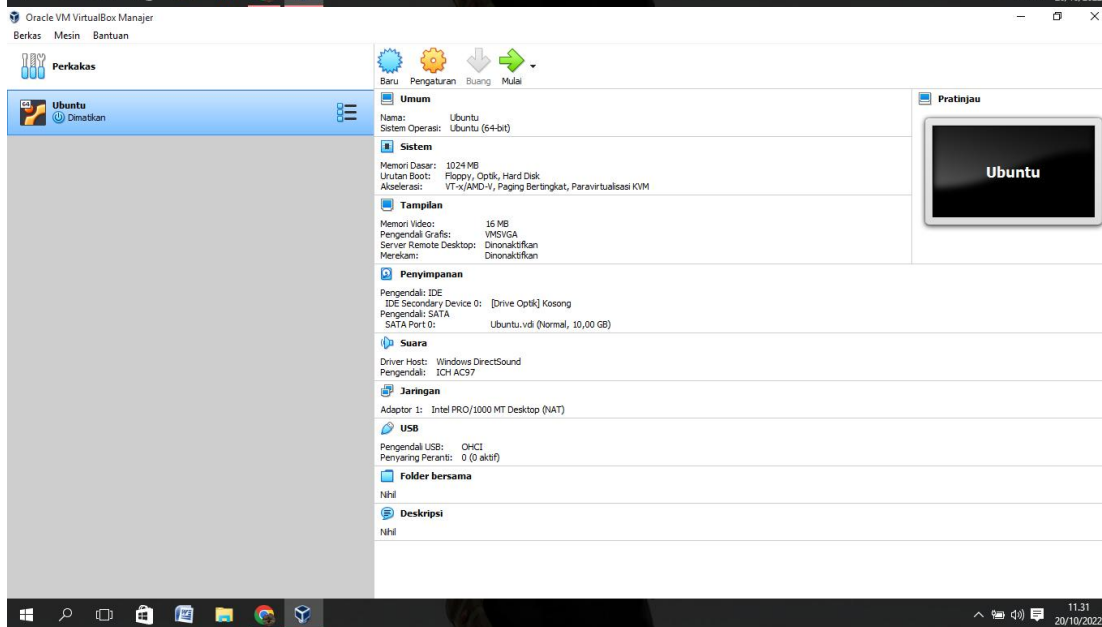 Oracle VM VirtualBox Manajer
Berkas Mesin Bantuan
Perkakas
Baru Pengaturan Buang Mulai
64
Ubuntu
Dimatikan
Umum
Nama: Ubuntu
Sistem Operasi: Ubuntu (64-bit)
Sistem
Memori Dasar: 1024 MB
Urutan Boot: Floppy, Optik, Hard Disk
Akselerasi: VT-x/AMD-V, Paging Bertingkat, Paravirtualisasi KVM
Tampilan
Memori Video: 16 MB
Pengendali Grafis: VMSVGA
Server Remote Desktop: Dinonaktifkan
Merekam: Dinonaktifkan
Penyimpanan
Pengendali: IDE
IDE Secondary Device 0: [Drive Optik] Kosong
Pengendali: SATA
SATA Port 0: Ubuntu.vdi (Normal, 10,00 GB)
Suara
Driver Host: Windows DirectSound
Pengendali: ICH AC97
Jaringan
Adaptor 1: Intel PRO/1000 MT Desktop (NAT)
USB
Pengendali USB: OHCI
Penyaring Peranti: 0 (0 aktif)
Folder bersama
Nihil
Deskripsi
Nihil
Pratinjau
Ubuntu
11.31
20/10/2022